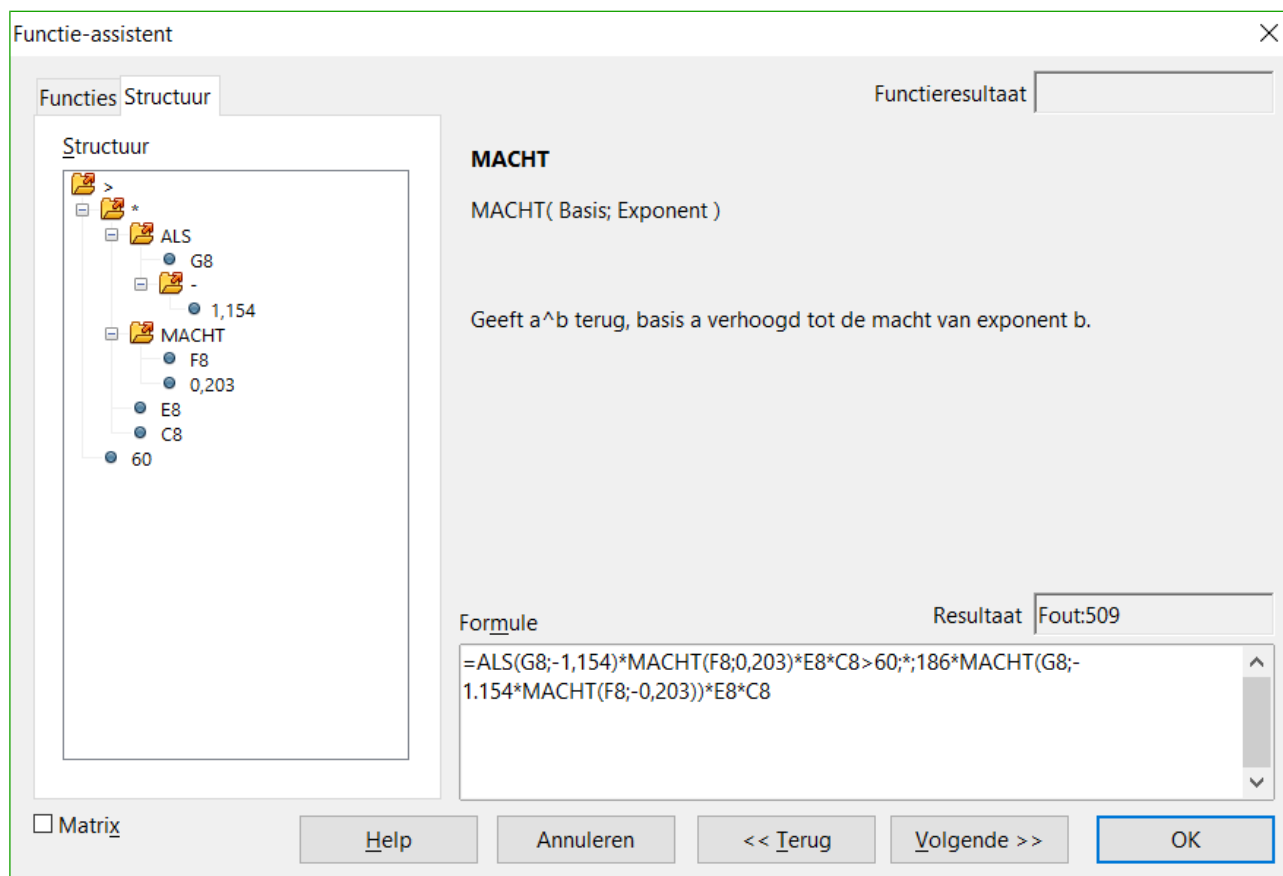 Functie-assistent
Functies Structuur
Functieresultaat
Structuur
>
*
ALS
G8
-
1,154
MACHT
F8
0,203
E8
C8
60
MACHT
MACHT( Basis; Exponent )
Geeft a^b terug, basis a verhoogd tot de macht van exponent b.
Formule
Resultaat Fout:509
=ALS(G8;-1,154)*MACHT(F8;0,203)*E8*C8>60;*;186*MACHT(G8;-
1.154*MACHT(F8;-0,203))*E8*C8
Matrix
Help Annuleren << Terug Volgende >> OK